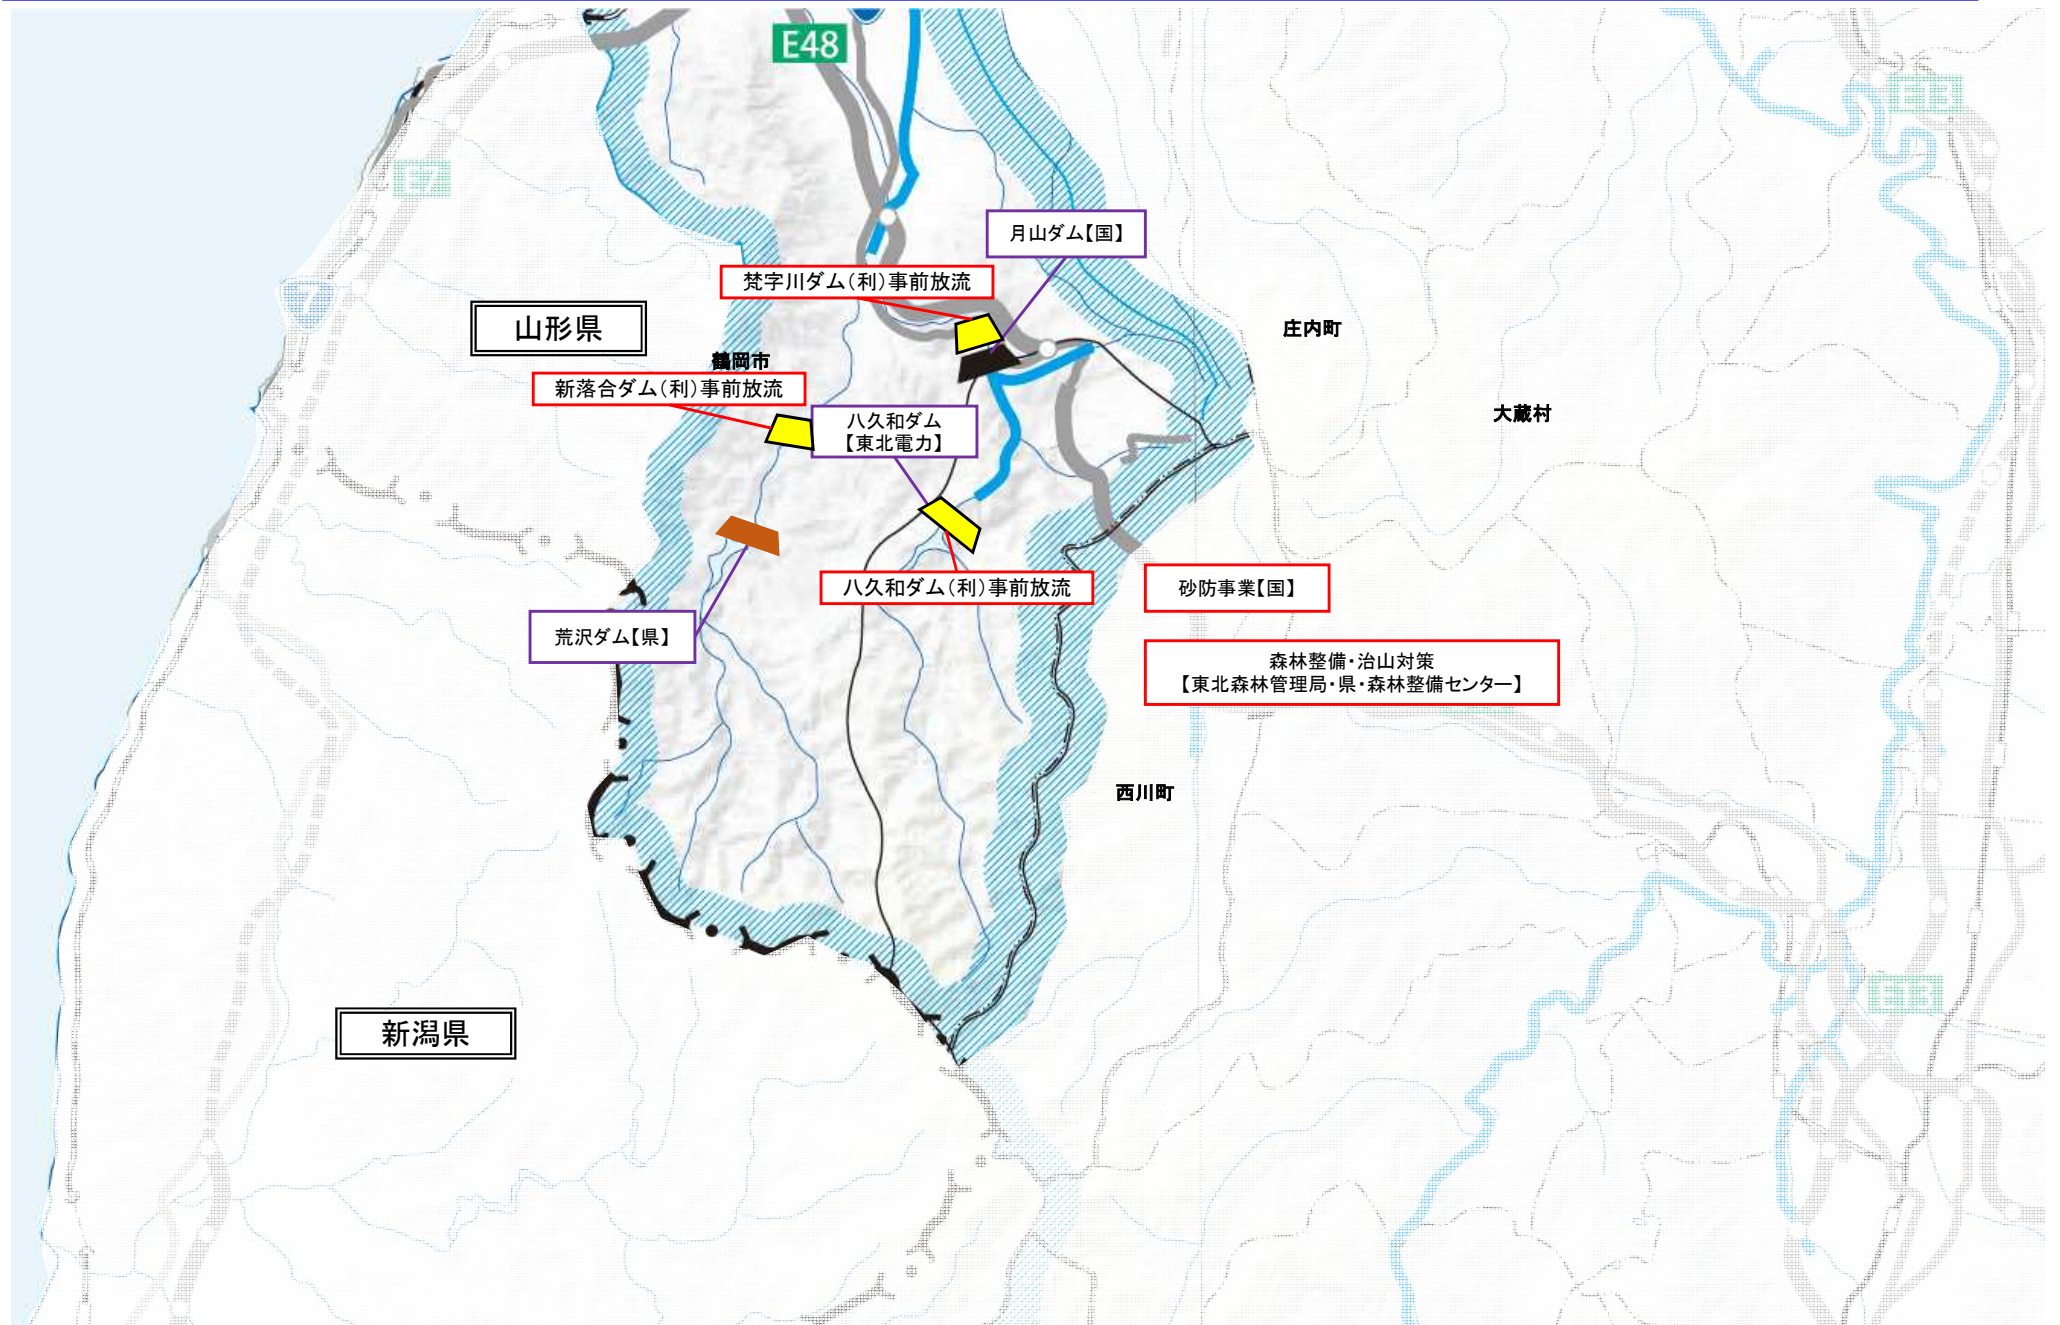 E48
E7
7
月山ダム【国】
梵字川ダム(利)事前放流
山形県
庄内町
鶴岡市
新落合ダム(利)事前放流
八久和ダム
【東北電力】
大蔵村
八久和ダム(利)事前放流
砂防事業【国】
荒沢ダム【県】
森林整備・治山対策
【東北森林管理局・県・森林整備センター】
西川町
新潟県